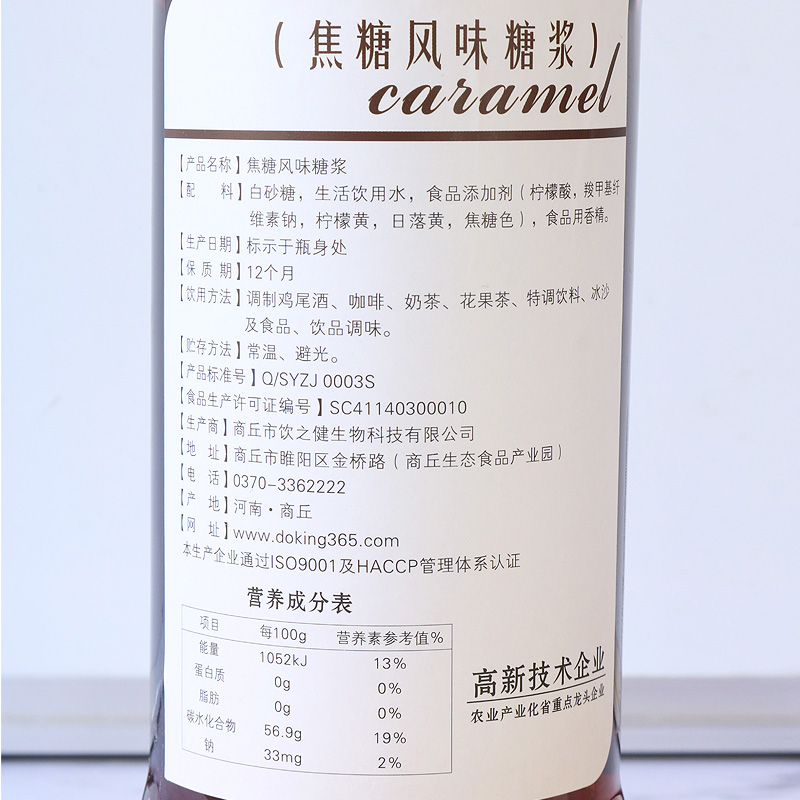 （焦糖风味糖浆）
caramel
【产品名称】焦糖风味糖浆
【配 料】白砂糖，生活饮用水，食品添加剂（柠檬酸，羧甲基纤
维素钠，柠檬黄，日落黄，焦糖色），食品用香精。
【生产日期】标示于瓶身处
【保 质 期】12个月
【饮用方法】调制鸡尾酒、咖啡、奶茶、花果茶、特调饮料、冰沙
及食品、饮品调味。
【贮存方法】常温、避光。
【产品标准号】Q/SYZJ 0003S
【食品生产许可证编号】SC41140300010
【生产商】商丘市饮之健生物科技有限公司
【地 址】商丘市睢阳区金桥路（商丘生态食品产业园）
【电 话】0370-3362222
【产 地】河南·商丘
【网 址】www.doking365.com
本生产企业通过ISO9001及HACCP管理体系认证
营养成分表
项目 每100g 营养素参考值%
能量 1052kJ 13%
蛋白质 0g 0%
脂肪 0g 0%
碳水化合物 56.9g 19%
钠 33mg 2%
高新技术企业
农业产业化省重点龙头企业